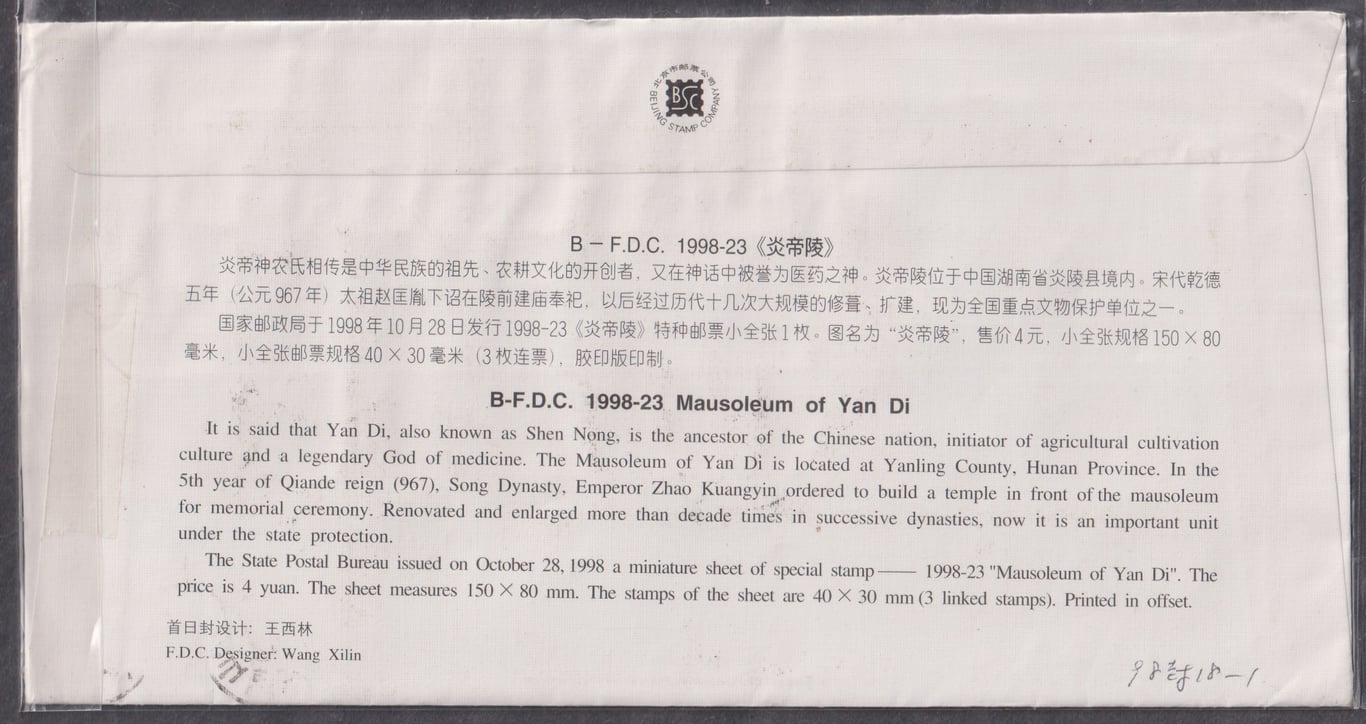 北京市邮票公司
BSC
BEIJING STAMP COMPANY
B－F.D.C. 1998-23《炎帝陵》
炎帝神农氏相传是中华民族的祖先、农耕文化的开创者，又在神话中被誉为医药之神。炎帝陵位于中国湖南省炎陵县境内。宋代乾德
五年（公元967年）太祖赵匡胤下诏在陵前建庙奉祀，以后经过历代十几次大规模的修葺、扩建，现为全国重点文物保护单位之一。
国家邮政局于1998年10月28日发行1998-23《炎帝陵》特种邮票小全张1枚。图名为“炎帝陵”，售价4元，小全张规格150×80
毫米，小全张邮票规格40×30毫米（3枚连票），胶印版印制。
B-F.D.C. 1998-23 Mausoleum of Yan Di
It is said that Yan Di, also known as Shen Nong, is the ancestor of the Chinese nation, initiator of agricultural cultivation
culture and a legendary God of medicine. The Mausoleum of Yan Di is located at Yanling County, Hunan Province. In the
5th year of Qiande reign (967), Song Dynasty, Emperor Zhao Kuangyin ordered to build a temple in front of the mausoleum
for memorial ceremony. Renovated and enlarged more than decade times in successive dynasties, now it is an important unit
under the state protection.
The State Postal Bureau issued on October 28, 1998 a miniature sheet of special stamp—— 1998-23 "Mausoleum of Yan Di". The
price is 4 yuan. The sheet measures 150×80 mm. The stamps of the sheet are 40×30 mm (3 linked stamps). Printed in offset.
首日封设计：王西林
F.D.C. Designer: Wang Xilin
98封18-1